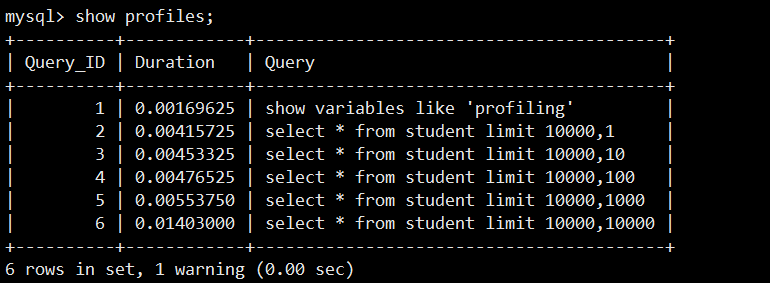 mysql> show profiles;
+----------+------------+-----------------------------------------+
| Query_ID | Duration   | Query                                   |
+----------+------------+-----------------------------------------+
|        1 | 0.00169625 | show variables like 'profiling'         |
|        2 | 0.00415725 | select * from student limit 10000,1     |
|        3 | 0.00453325 | select * from student limit 10000,10    |
|        4 | 0.00476525 | select * from student limit 10000,100   |
|        5 | 0.00553750 | select * from student limit 10000,1000  |
|        6 | 0.01403000 | select * from student limit 10000,10000 |
+----------+------------+-----------------------------------------+
6 rows in set, 1 warning (0.00 sec)